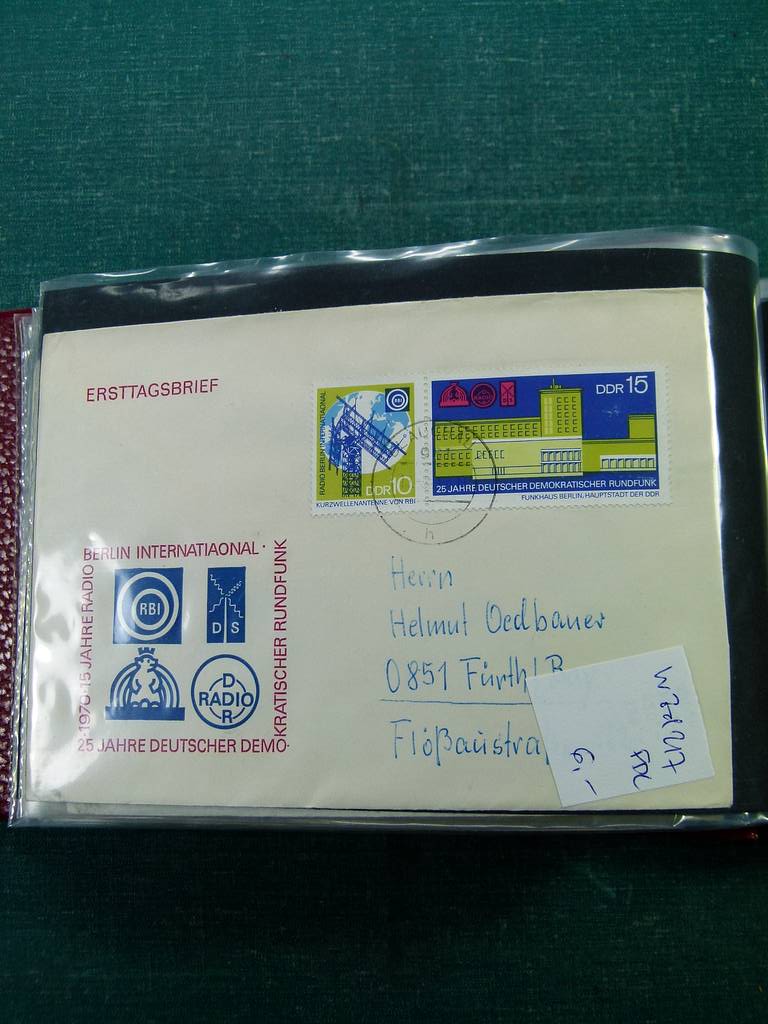 ERSTTAGSBRIEF
RADIO BERLIN INTERNATIONAL
RBI
DDR 10
KURZWELLENANTENNE VON RBI
RADIO
DDR 15
25 JAHRE DEUTSCHER DEMOKRATISCHER RUNDFUNK
FUNKHAUS BERLIN, HAUPTSTADT DER DDR
h
1970·15 JAHRE RADIO BERLIN INTERNATIAONAL·
25 JAHRE DEUTSCHER DEMO·KRATISCHER RUNDFUNK
RBI
D S
D
RADIO
R
Herrn
Helmut Oedbauer
0851 Fürth/B
Floßaustra